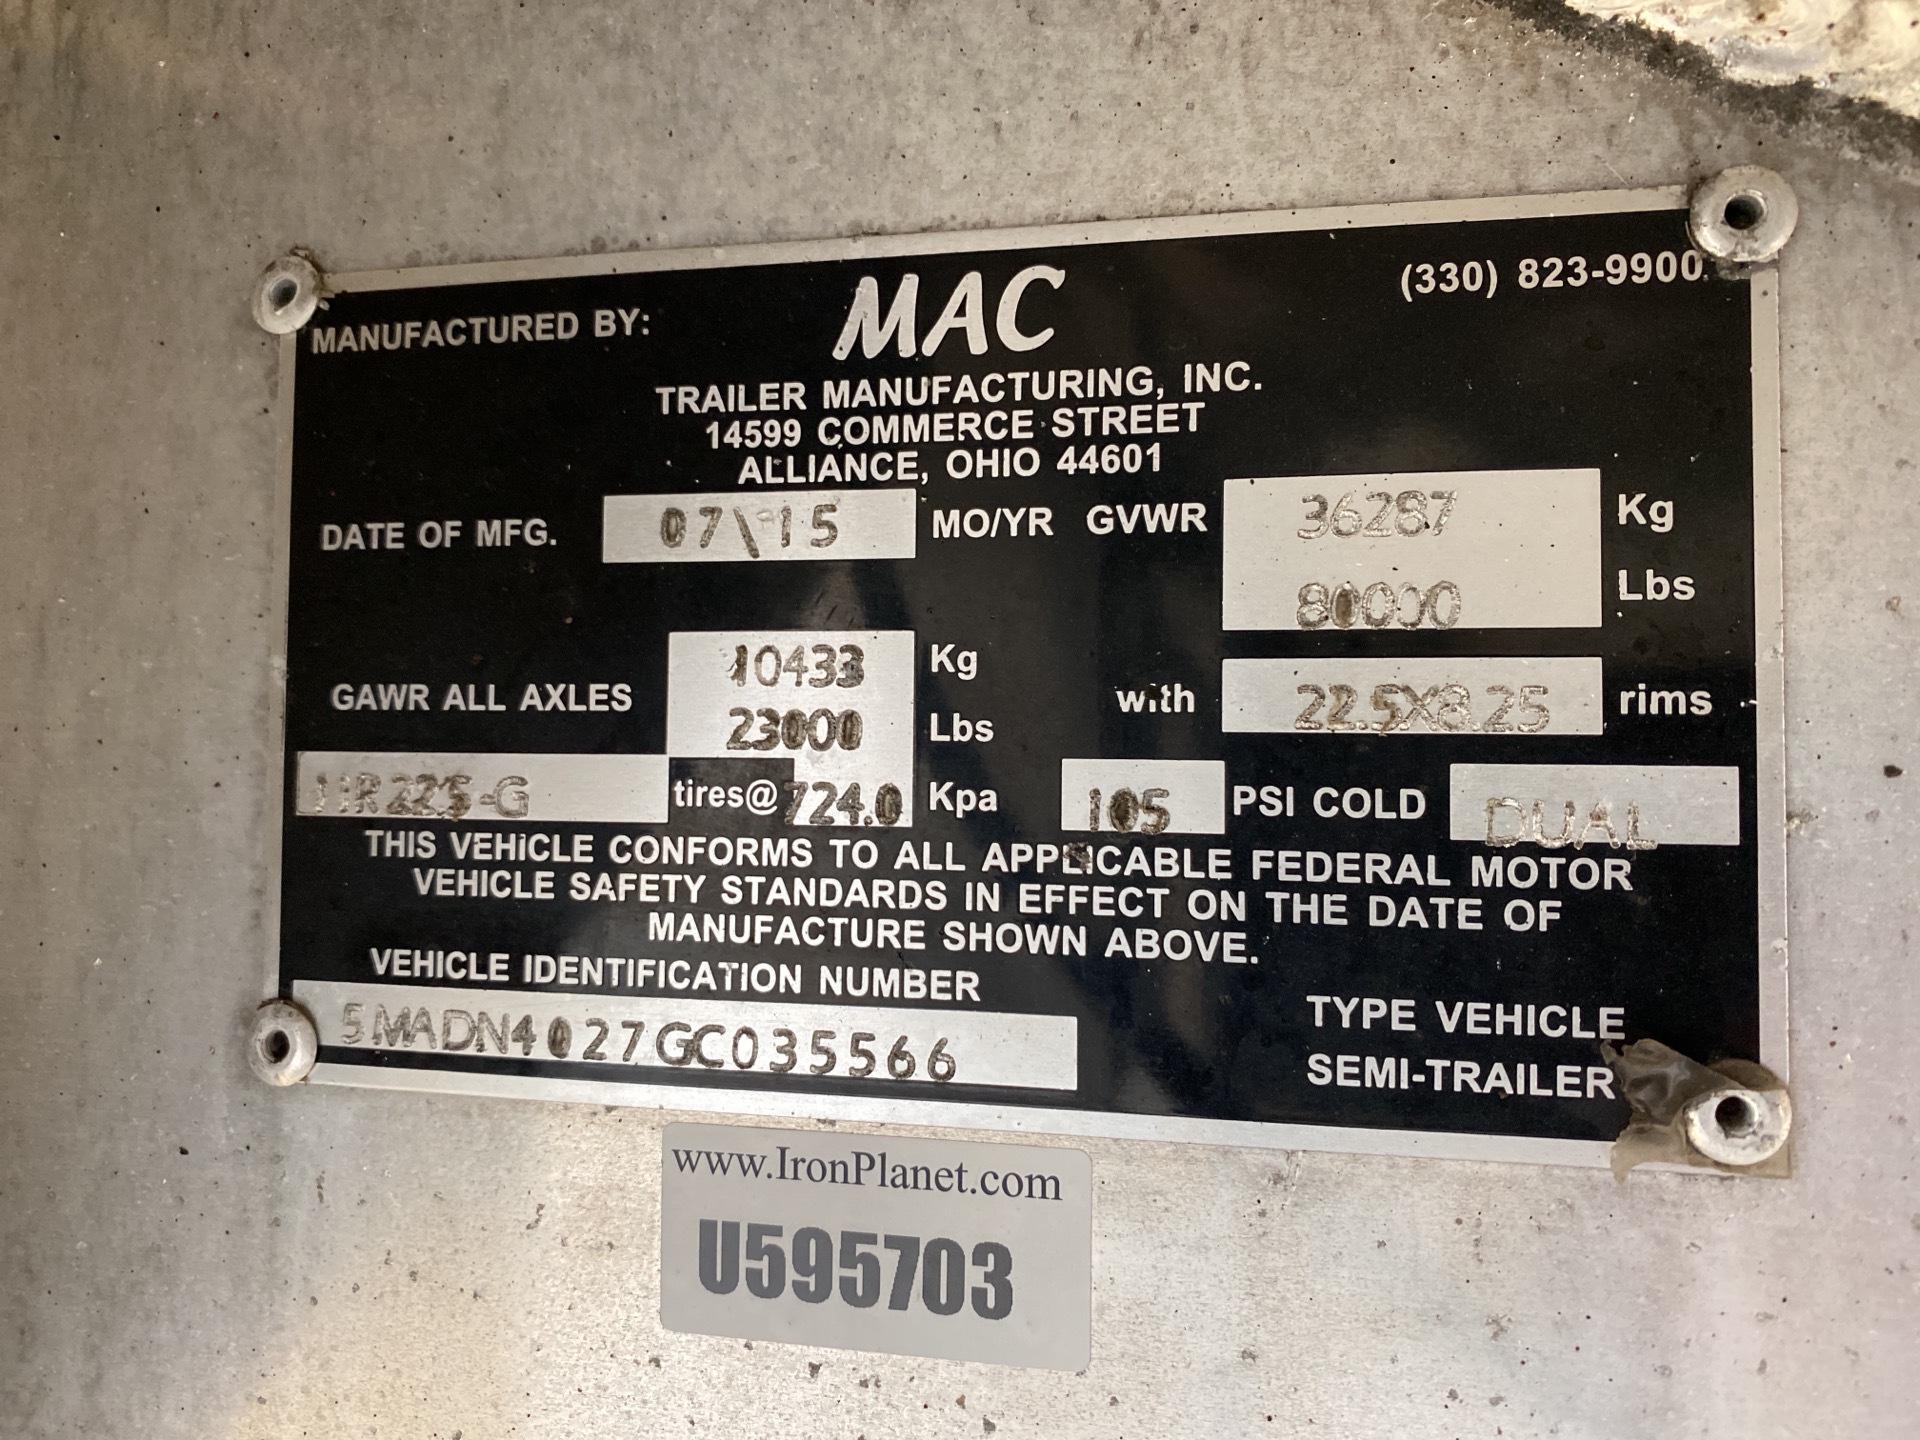 MANUFACTURED BY: MAC (330) 823-9900
TRAILER MANUFACTURING, INC.
14599 COMMERCE STREET
ALLIANCE, OHIO 44601
DATE OF MFG. 07\15 MO/YR GVWR 36287 Kg
80000 Lbs
GAWR ALL AXLES 10433 Kg
23000 Lbs with 22.5X8.25 rims
11R225-G tires@ 724.0 Kpa 105 PSI COLD DUAL
THIS VEHICLE CONFORMS TO ALL APPLICABLE FEDERAL MOTOR
VEHICLE SAFETY STANDARDS IN EFFECT ON THE DATE OF
MANUFACTURE SHOWN ABOVE.
VEHICLE IDENTIFICATION NUMBER
5MADN4027GC035566
TYPE VEHICLE
SEMI-TRAILER
www.IronPlanet.com
U595703